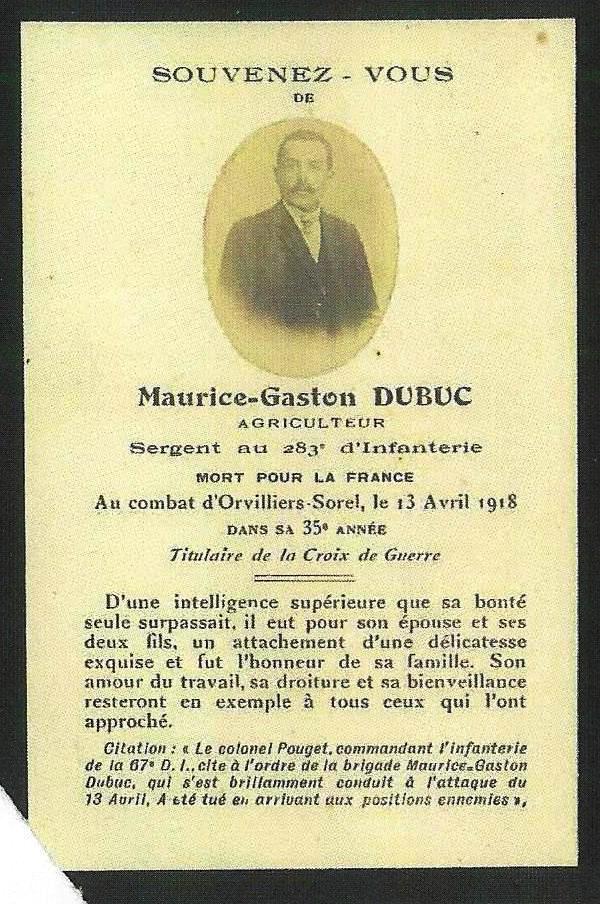 SOUVENEZ - VOUS
DE
Maurice-Gaston DUBUC
AGRICULTEUR
Sergent au 283e d'Infanterie
MORT POUR LA FRANCE
Au combat d'Orvilliers-Sorel, le 13 Avril 1918
DANS SA 35e ANNÉE
Titulaire de la Croix de Guerre
D'une intelligence supérieure que sa bonté
seule surpassait, il eut pour son épouse et ses
deux fils, un attachement d'une délicatesse
exquise et fut l'honneur de sa famille. Son
amour du travail, sa droiture et sa bienveillance
resteront en exemple à tous ceux qui l'ont
approché.
Citation : « Le colonel Pouget, commandant l'infanterie
de la 67e D. I., cite à l'ordre de la brigade Maurice-Gaston
Dubuc, qui s'est brillamment conduit à l'attaque du
13 Avril, A été tué en arrivant aux positions ennemies »,